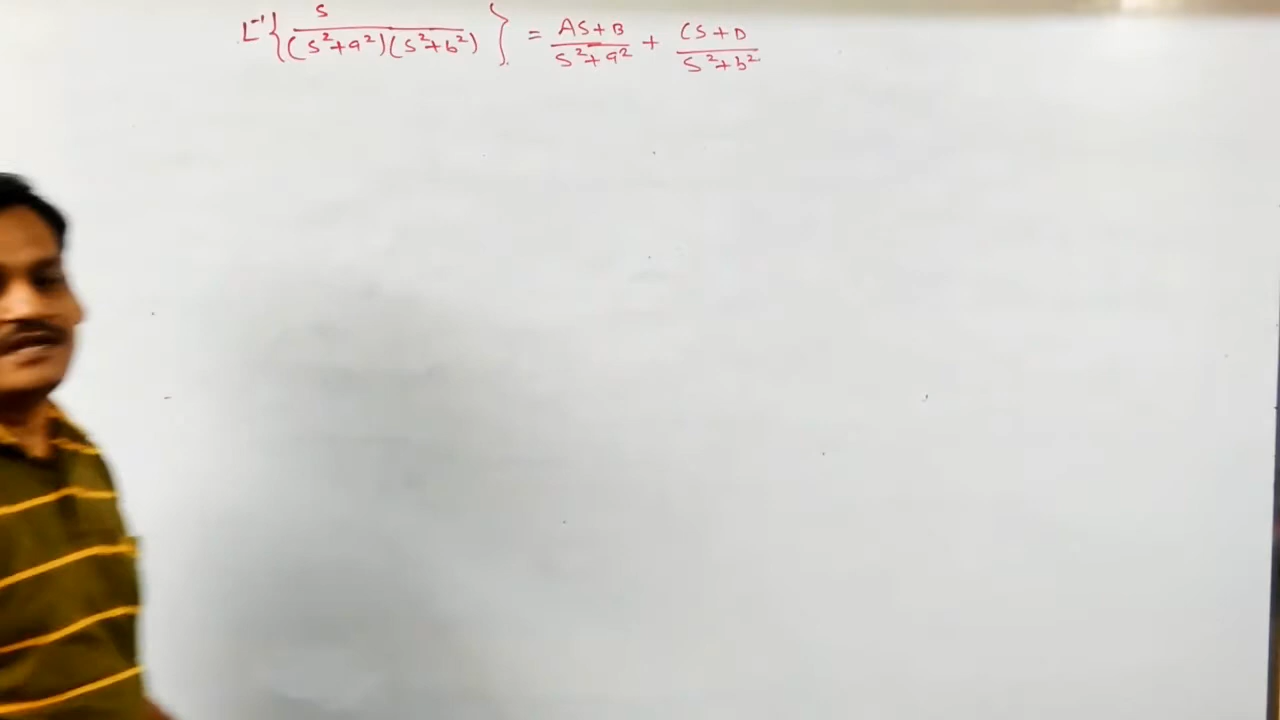 L⁻¹{ s / (s²+a²)(s²+b²) } = As+B / s²+a² + Cs+D / s²+b²